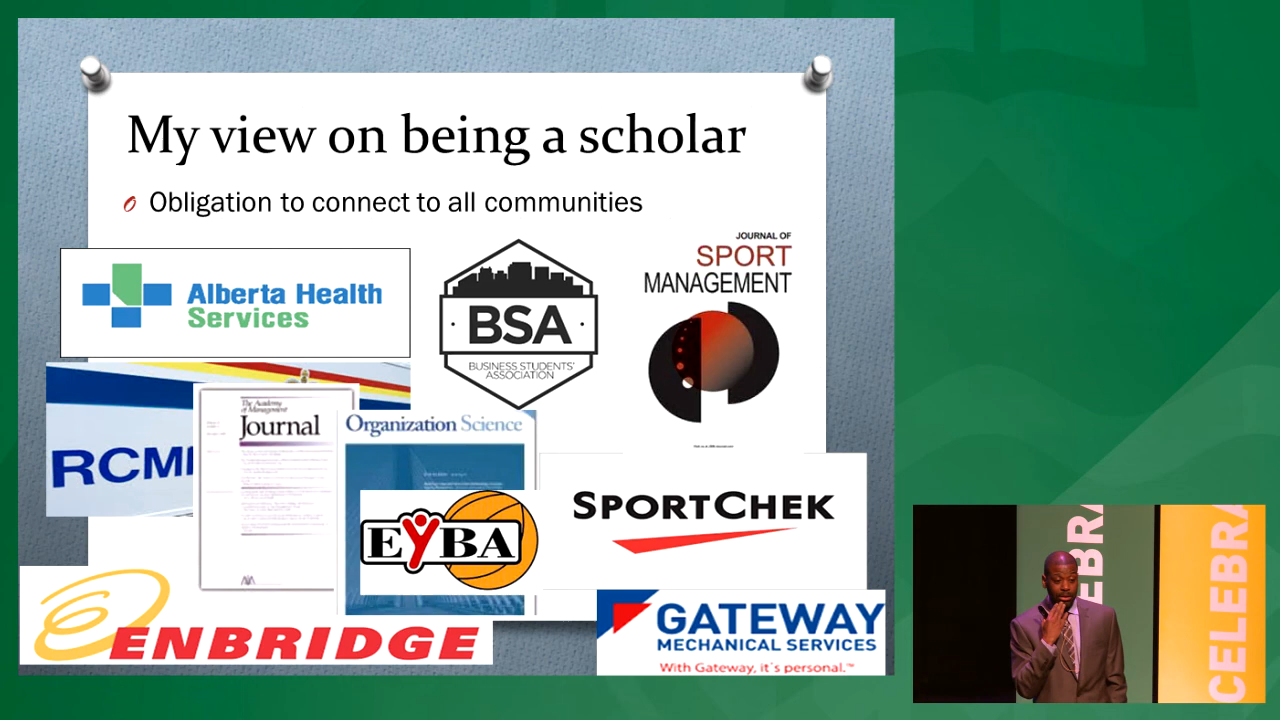 My view on being a scholar
Obligation to connect to all communities
Alberta Health
Services
BSA
BUSINESS STUDENTS'
ASSOCIATION
JOURNAL OF
SPORT
MANAGEMENT
RCM
The Academy
of Management
Journal
Organization Science
EYBA
SPORTCHEK
ENBRIDGE
GATEWAY
MECHANICAL SERVICES
With Gateway, it's personal.™
EBRA
CELEBRA